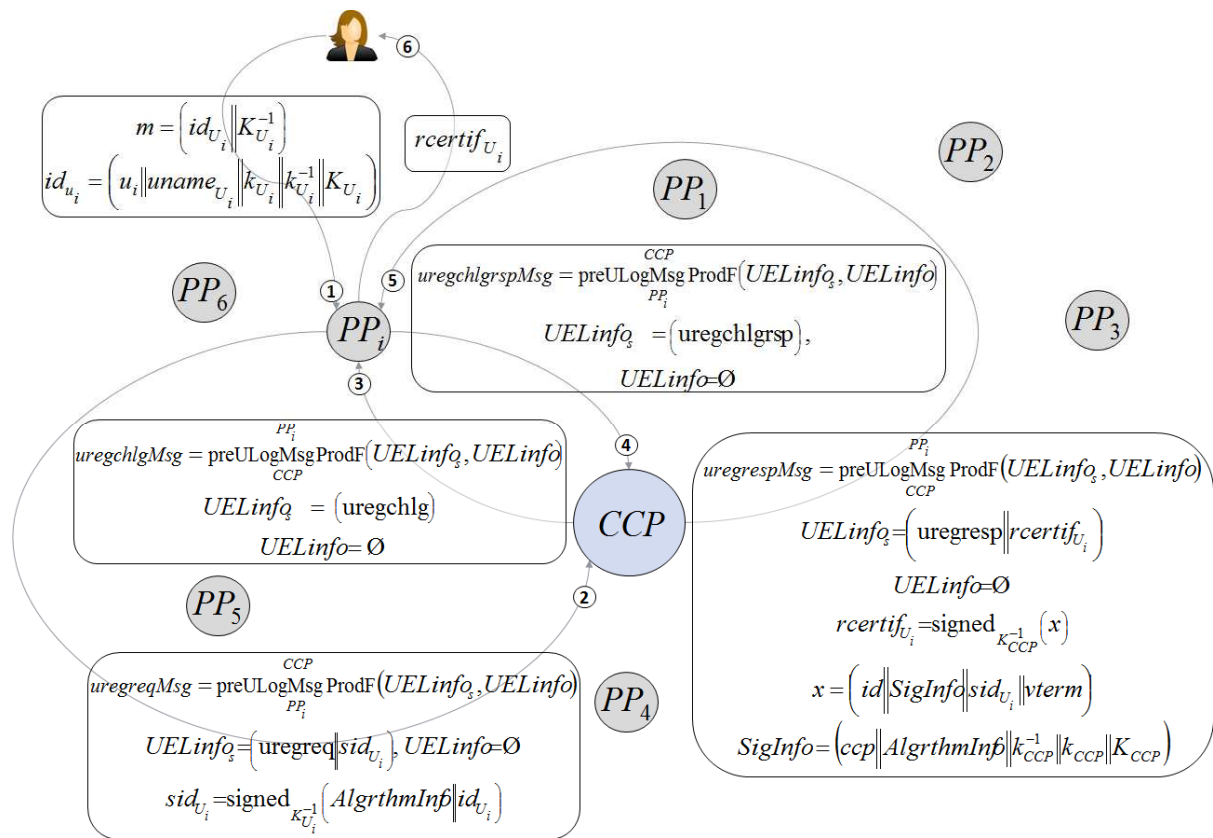 ⑥
m = (id_{U_i} ‖ K_{U_i}^{-1})
id_{u_i} = (u_i ‖ uname_{U_i} ‖ k_{U_i} ‖ k_{U_i}^{-1} ‖ K_{U_i})
rcertif_{U_i}
PP_2
PP_1
PP_6
①
⑤
PP_i
③
CCP
uregchlgrspMsg = preULogMsg ProdF(UELinfo_s, UELinfo)
PP_i
UELinfo_s = (uregchlgrsp),
UELinfo=Ø
PP_3
PP_i
uregchlgMsg = preULogMsg ProdF(UELinfo_s, UELinfo)
CCP
UELinfo_s = (uregchlg)
UELinfo= Ø
④
CCP
②
PP_i
uregrespMsg = preULogMsg ProdF(UELinfo_s, UELinfo)
CCP
UELinfo_s=(uregresp‖rcertif_{U_i})
UELinfo=Ø
rcertif_{U_i}=signed_{K_{CCP}^{-1}}(x)
x = (id‖SigInfo‖sid_{U_i}‖vterm)
SigInfo= (ccp‖AlgrthmInfo‖k_{CCP}^{-1}‖k_{CCP}‖K_{CCP})
PP_5
CCP
uregreqMsg = preULogMsg ProdF(UELinfo_s, UELinfo)
PP_i
UELinfo_s=(uregreq‖sid_{U_i}), UELinfo=Ø
sid_{U_i}=signed_{K_{U_i}^{-1}}(AlgrthmInfo‖id_{U_i})
PP_4